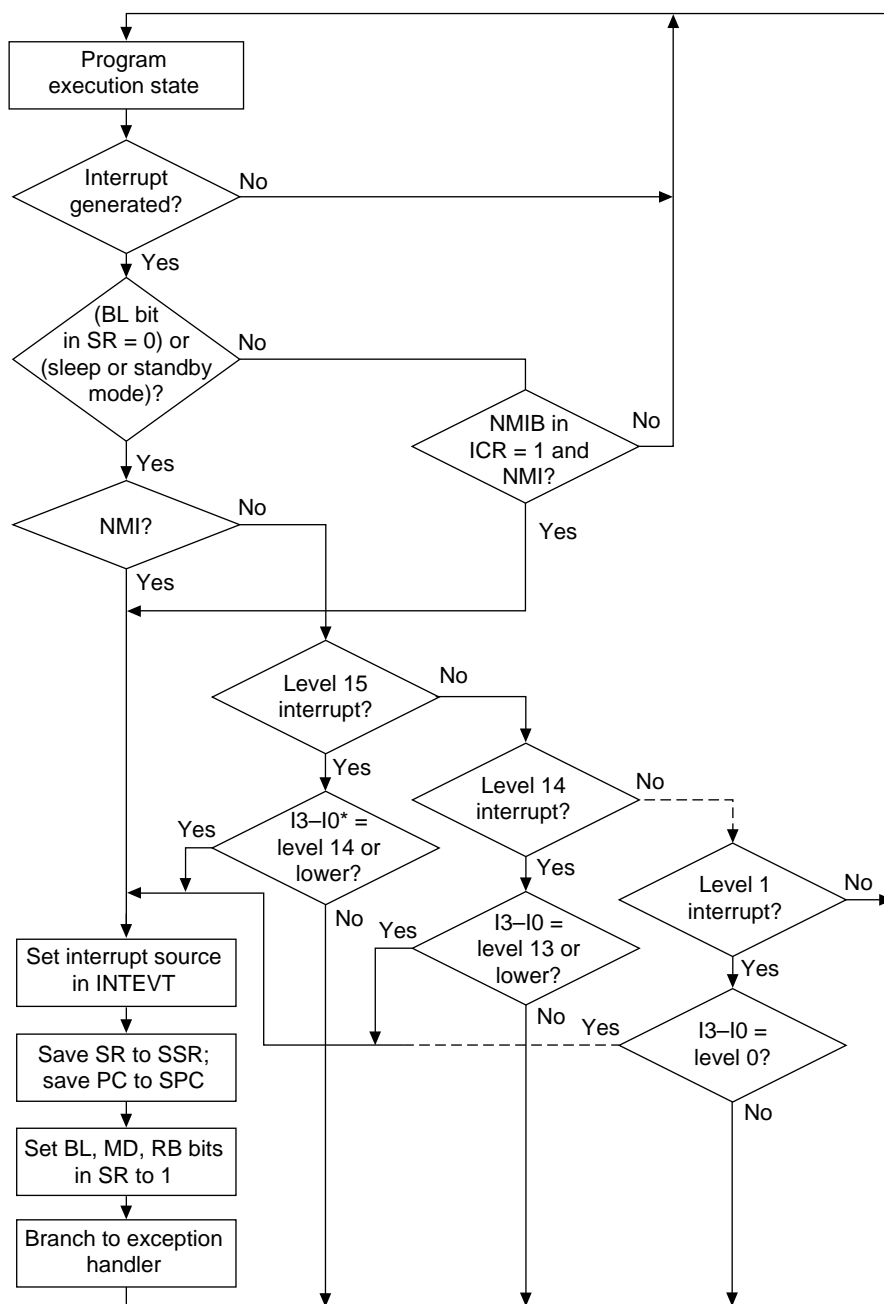 Program
execution state
Interrupt
generated?
No
Yes
(BL bit
in SR = 0) or
(sleep or standby
mode)?
No
NMIB in
ICR = 1 and
NMI?
No
Yes
Yes
NMI?
No
Yes
Level 15
interrupt?
No
Yes
Level 14
interrupt?
No
I3–I0* =
level 14 or
lower?
Yes
No
Yes
Level 1
interrupt?
No
I3–I0 =
level 13 or
lower?
Yes
No
Yes
Set interrupt source
in INTEVT
I3–I0 =
level 0?
Yes
No
Save SR to SSR;
save PC to SPC
Set BL, MD, RB bits
in SR to 1
Branch to exception
handler